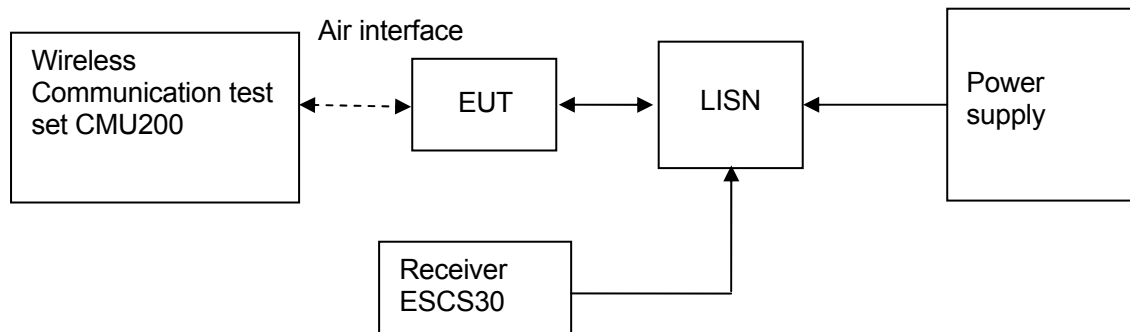 Air interface
Wireless
Communication test
set CMU200
EUT
LISN
Power
supply
Receiver
ESCS30